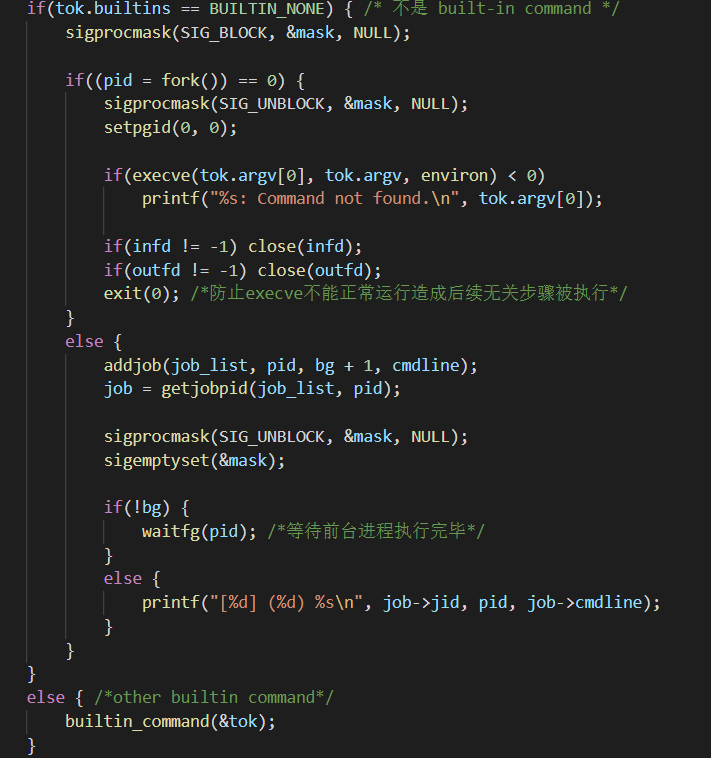 if(tok.builtins == BUILTIN_NONE) { /* 不是 built-in command */
sigprocmask(SIG_BLOCK, &mask, NULL);
if((pid = fork()) == 0) {
sigprocmask(SIG_UNBLOCK, &mask, NULL);
setpgid(0, 0);
if(execve(tok.argv[0], tok.argv, environ) < 0)
printf("%s: Command not found.\n", tok.argv[0]);
if(infd != -1) close(infd);
if(outfd != -1) close(outfd);
exit(0); /*防止execve不能正常运行造成后续无关步骤被执行*/
}
else {
addjob(job_list, pid, bg + 1, cmdline);
job = getjobpid(job_list, pid);
sigprocmask(SIG_UNBLOCK, &mask, NULL);
sigemptyset(&mask);
if(!bg) {
waitfg(pid); /*等待前台进程执行完毕*/
}
else {
printf("[%d] (%d) %s\n", job->jid, pid, job->cmdline);
}
}
}
else { /*other builtin command*/
builtin_command(&tok);
}